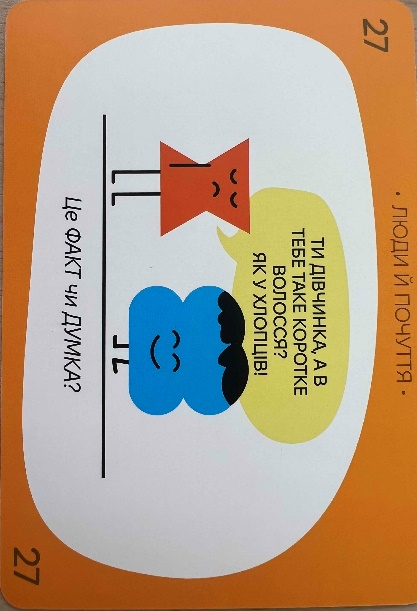 27
· ЛЮДИ Й ПОЧУТТЯ ·
ТИ ДІВЧИНКА, А В
ТЕБЕ ТАКЕ КОРОТКЕ
ВОЛОССЯ?
ЯК У ХЛОПЦІВ!
Це ФАКТ чи ДУМКА?
27